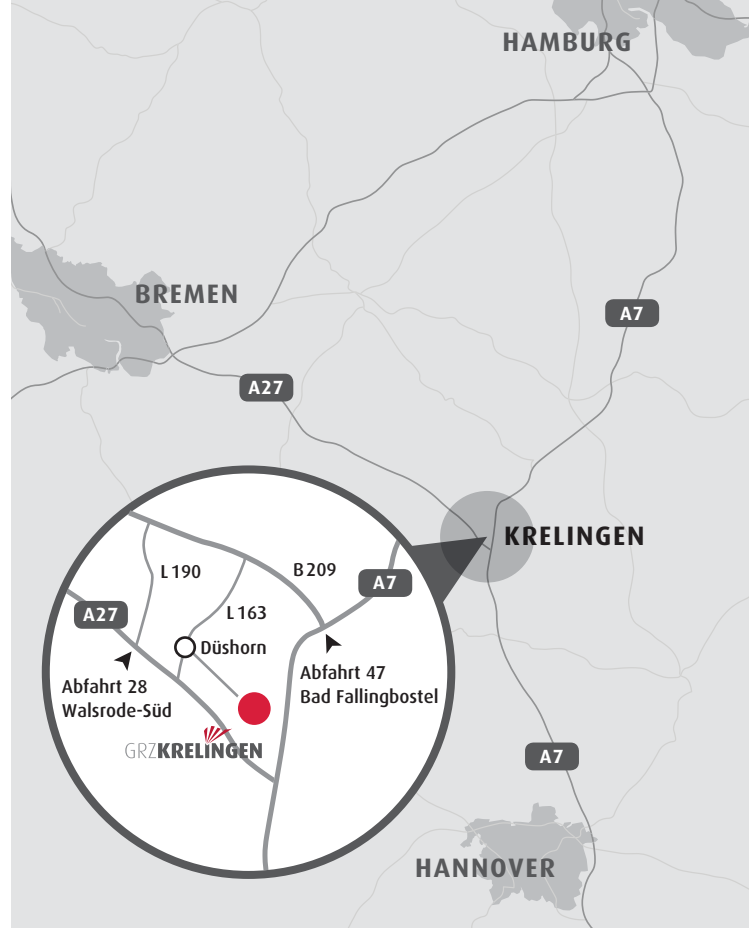 HAMBURG
BREMEN
A7
A27
KRELINGEN
L 190
B 209
A7
A27
L 163
Düshorn
Abfahrt 28
Walsrode-Süd
Abfahrt 47
Bad Fallingbostel
GRZKRELINGEN
A7
HANNOVER